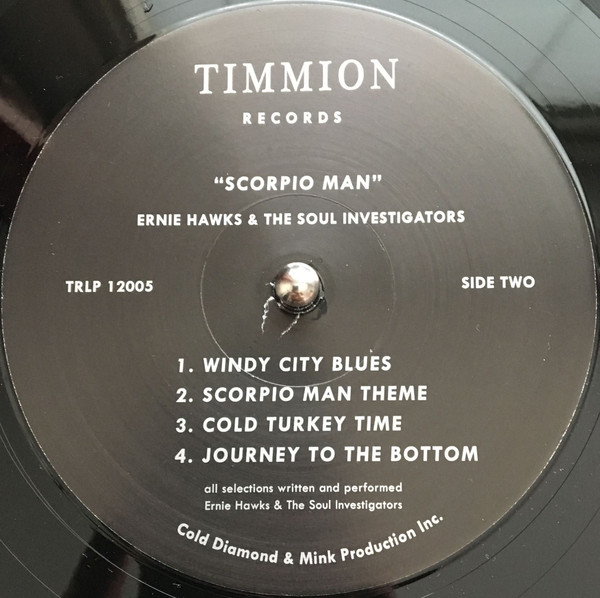 TIMMION
RECORDS
“SCORPIO MAN”
ERNIE HAWKS & THE SOUL INVESTIGATORS
TRLP 12005
SIDE TWO
1. WINDY CITY BLUES
2. SCORPIO MAN THEME
3. COLD TURKEY TIME
4. JOURNEY TO THE BOTTOM
all selections written and performed
Ernie Hawks & The Soul Investigators
Cold Diamond & Mink Production Inc.